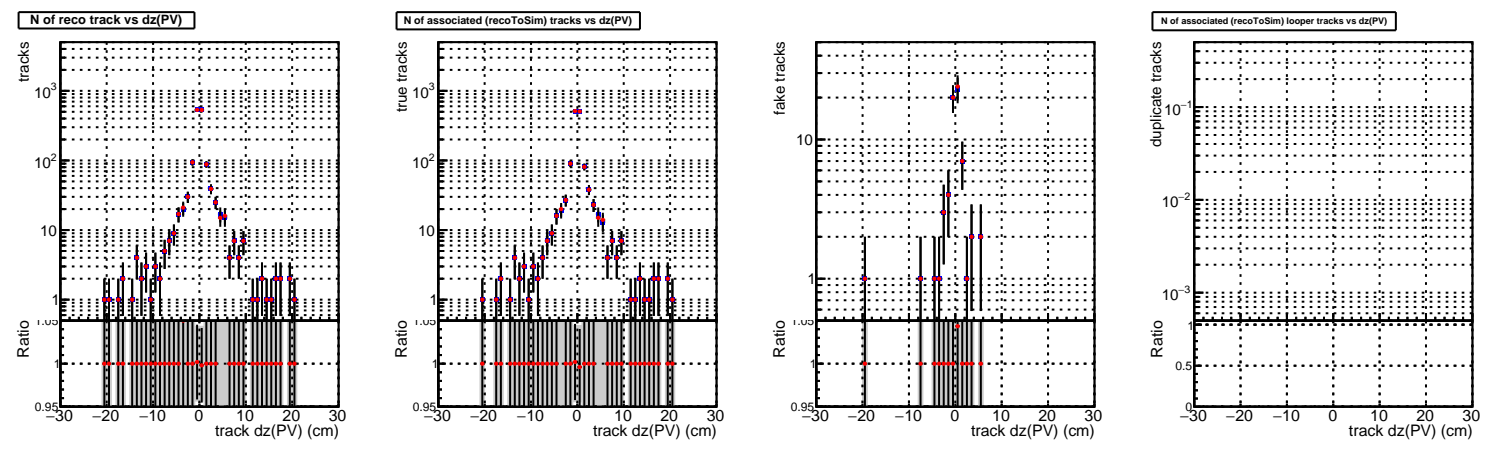 N of reco track vs dz(PV)
tracks
10³
10²
10
1
Ratio
1.05
1
0.95
−30 −20 −10 0 10 20 30
track dz(PV) (cm)
N of associated (recoToSim) tracks vs dz(PV)
true tracks
10³
10²
10
1
Ratio
1.05
1
0.95
−30 −20 −10 0 10 20 30
track dz(PV) (cm)
fake tracks
10
1
Ratio
1.05
1
0.95
−30 −20 −10 0 10 20 30
track dz(PV) (cm)
N of associated (recoToSim) looper tracks vs dz(PV)
duplicate tracks
10⁻¹
10⁻²
10⁻³
Ratio
1
0.5
0
−30 −20 −10 0 10 20 30
track dz(PV) (cm)